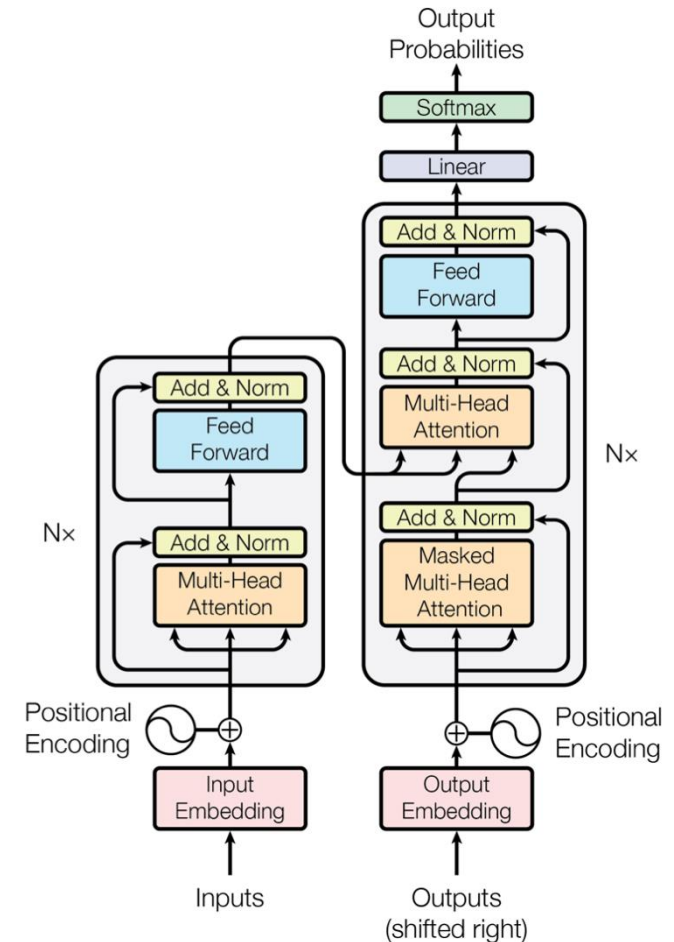 Output
Probabilities
Softmax
Linear
Add & Norm
Feed
Forward
Add & Norm
Multi-Head
Attention
Add & Norm
Masked
Multi-Head
Attention
Nx
Add & Norm
Feed
Forward
Add & Norm
Multi-Head
Attention
N×
Positional
Encoding
Positional
Encoding
Input
Embedding
Output
Embedding
Inputs
Outputs
(shifted right)